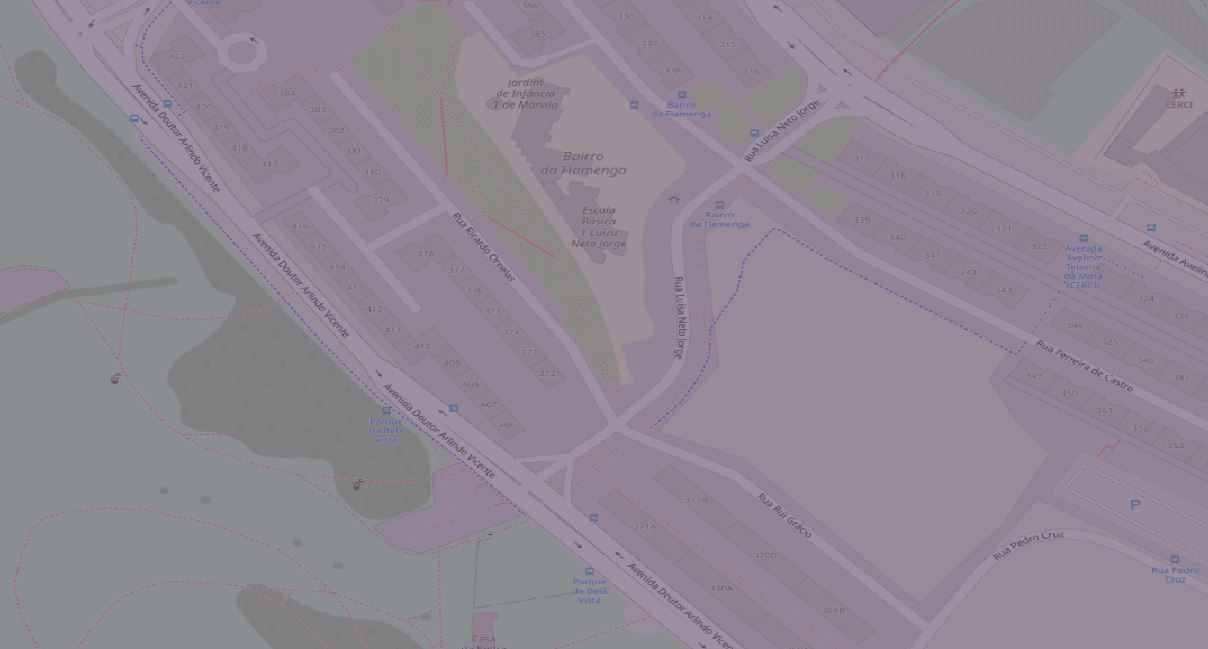 Vicente
386
385
336
337
338
314
315
316
Jardim
de Infância
1 de Marvila
Bairro
da Flamenga
CERCI
422
421
420
419
418
417
384
383
382
381
380
379
Avenida Doutor Arlindo Vicente
Rua Luísa Neto Jorge
Bairro
da Flamenga
Escola
Básica
1 Luiza
Neto Jorge
Bairro
da Flamenga
317
318
319
320
321
322
324
325
339
340
341
342
343
344
345
346
347
Avenida
Avelino
Teixeira
da Mota
(CERCI)
416
415
414
413
412
411
410
409
408
407
406
378
377
376
375
374
373
372
Rua Ricardo Ornelas
Avenida Doutor Arlindo Vicente
Rua Luísa Neto Jorge
Rua Ferreira de Castro
349
350
351
352
353
Parque
da Bela
Vista
Avenida Doutor Arlindo Vicente
371B
371A
370B
370A
369B
Rua Rui Grácio
P
Rua Pedro Cruz
Rua Pedro
Cruz
Parque
da Bela
Vista
Casa